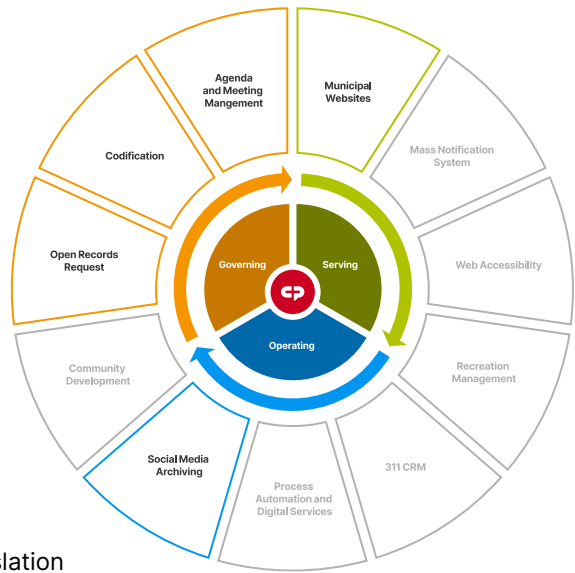 Agenda
and Meeting
Mangement
Municipal
Websites
Codification
Mass Notification
System
Open Records
Request
Governing
Serving
Web Accessibility
Operating
Community
Development
Recreation
Management
Social Media
Archiving
311 CRM
Process
Automation and
Digital Services
slation